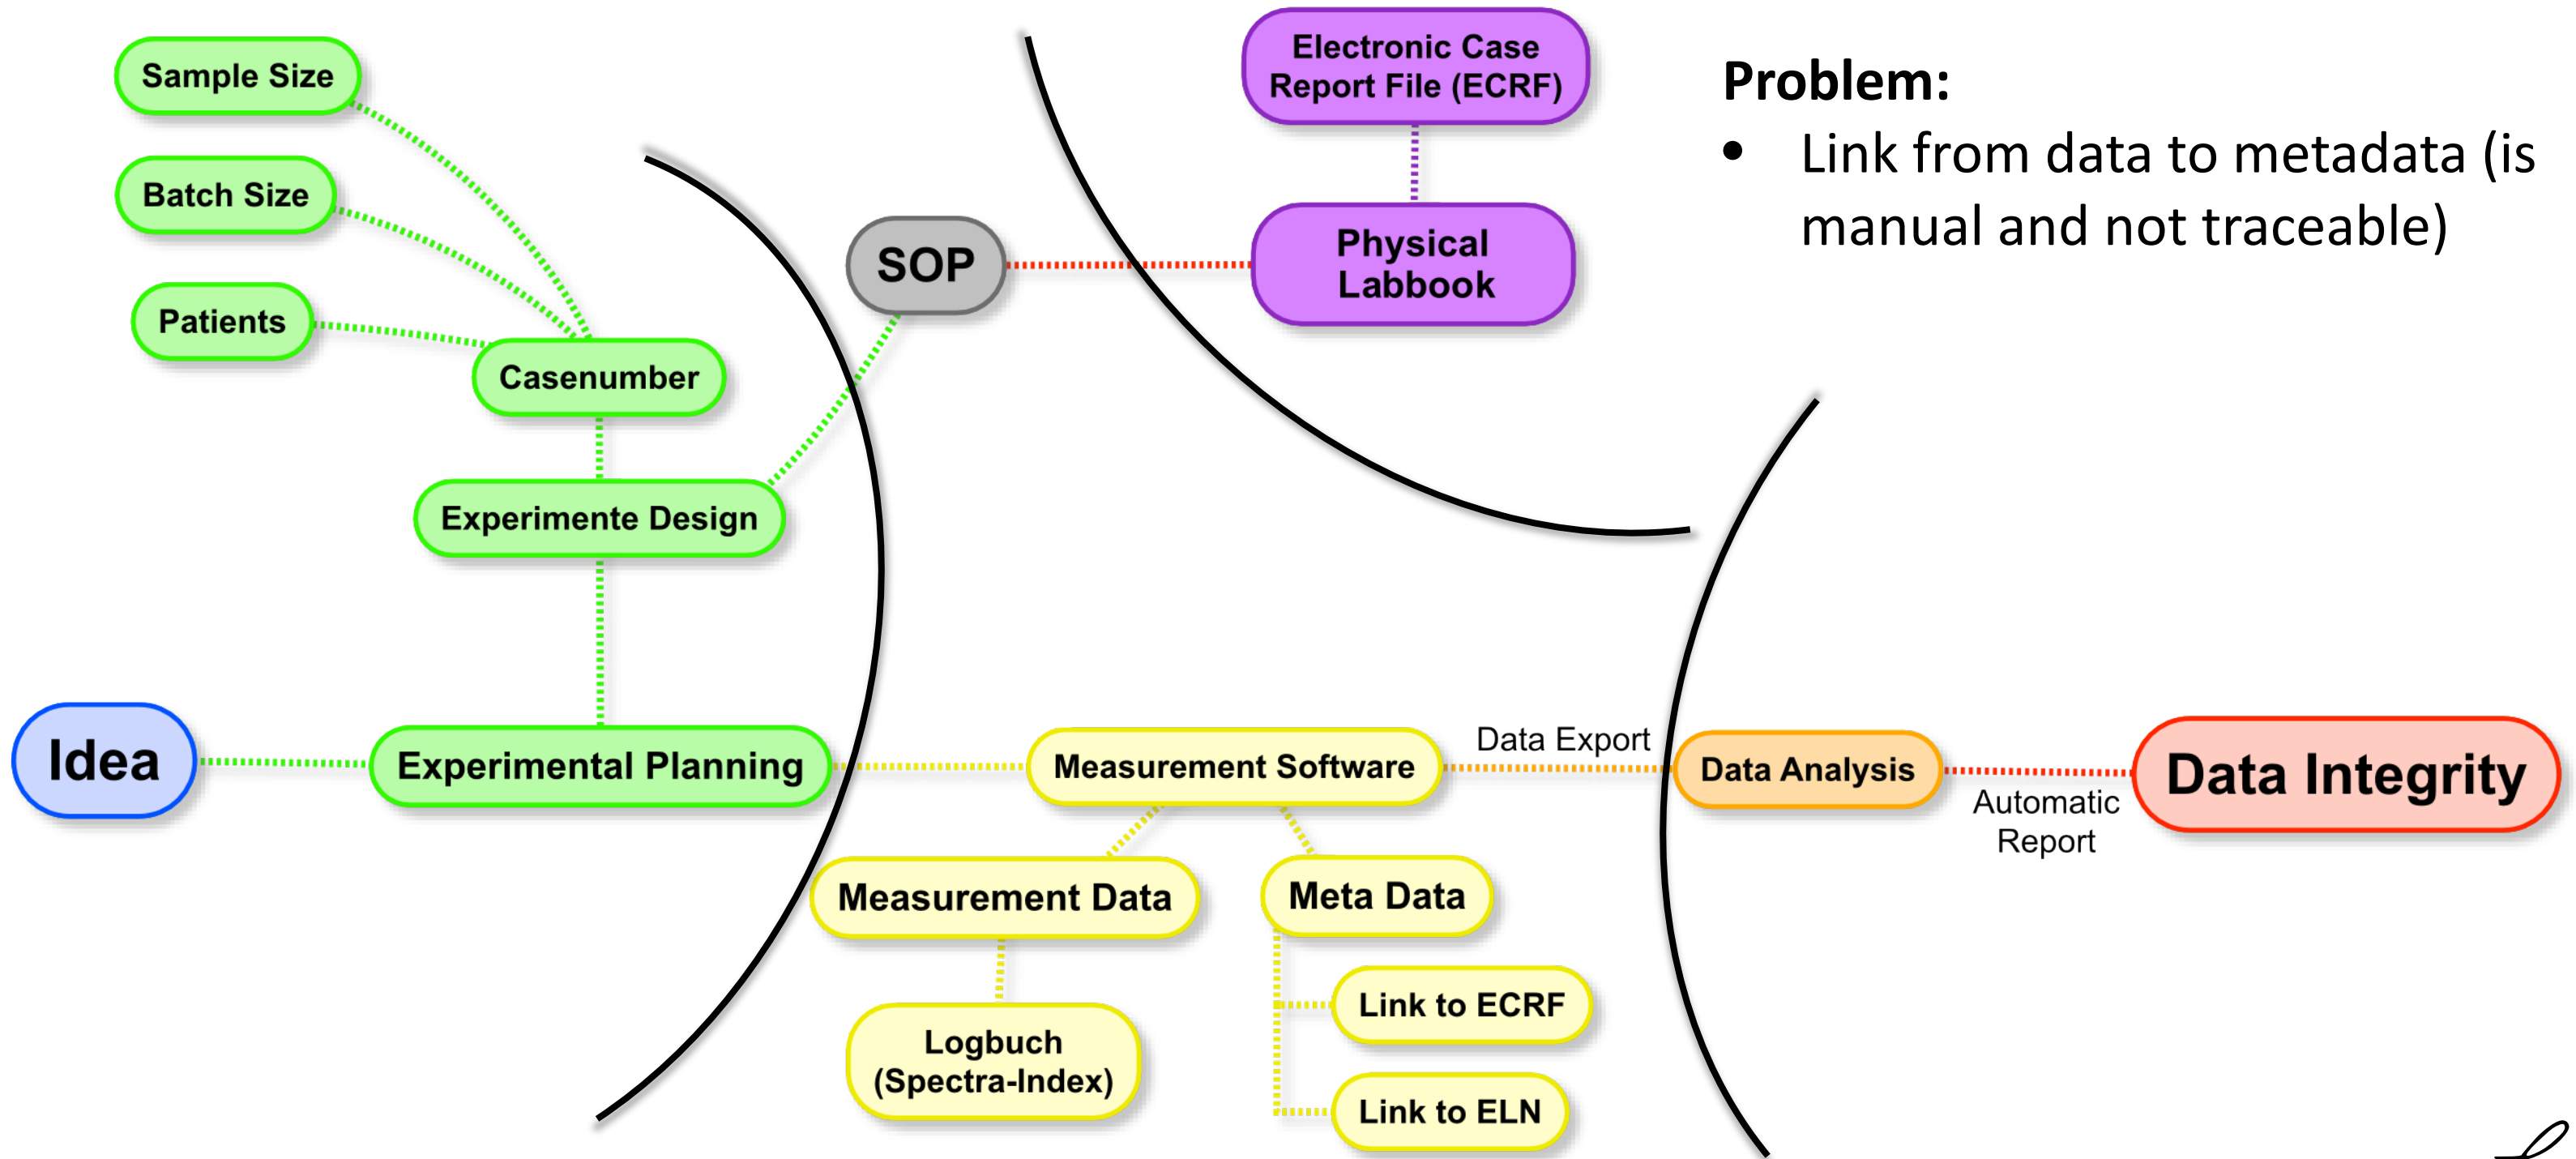 Sample Size
Batch Size
Patients
Casenumber
Experimente Design
Idea
Experimental Planning
SOP
Electronic Case
Report File (ECRF)
Physical
Labbook
Problem:
• Link from data to metadata (is
manual and not traceable)
Measurement Software
Measurement Data
Logbuch
(Spectra-Index)
Meta Data
Link to ECRF
Link to ELN
Data Export
Data Analysis
Automatic
Report
Data Integrity